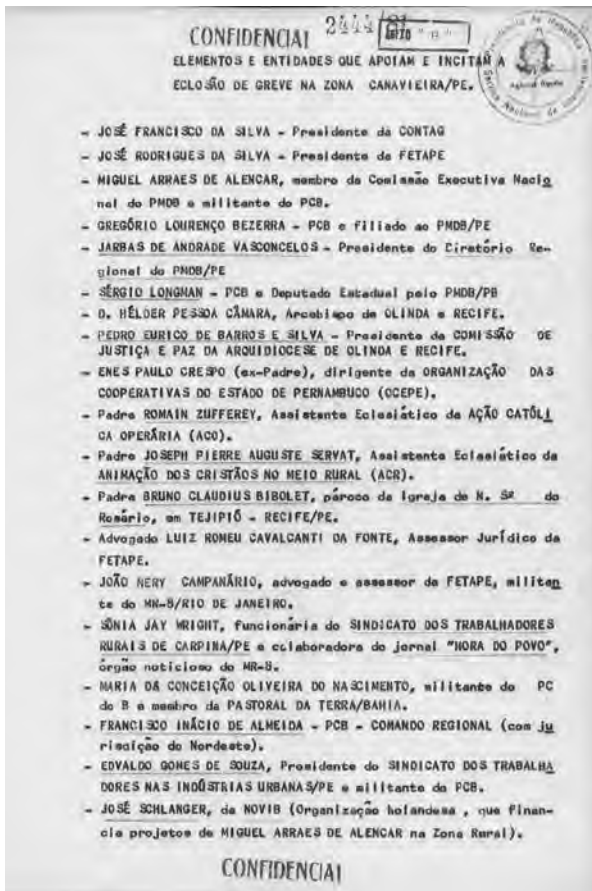 CONFIDENCIAL 2444/81
ELEMENTOS E ENTIDADES QUE APOIAM E INCITAM A
ECLOSÃO DE GREVE NA ZONA CANAVIEIRA/PE.
- JOSÉ FRANCISCO DA SILVA - Presidente da CONTAG
- JOSÉ RODRIGUES DA SILVA - Presidente da FETAPE
- MIGUEL ARRAES DE ALENCAR, membro da Comissão Executiva Nacio
nal do PMDB e militante do PCB.
- GREGÓRIO LOURENÇO BEZERRA - PCB e filiado ao PMDB/PE
- JARBAS DE ANDRADE VASCONCELOS - Presidente do Diretório Re-
gional do PMDB/PE
- SÉRGIO LONGMAN - PCB e Deputado Estadual pelo PMDB/PB
- D. HÉLDER PESSOA CÂMARA, Arcebispo de OLINDA e RECIFE.
- PEDRO EURICO DE BARROS E SILVA - Presidente da COMISSÃO DE
JUSTIÇA E PAZ DA ARQUIDIOCESE DE OLINDA E RECIFE.
- ENES PAULO CRESPO (ex-Padre), dirigente da ORGANIZAÇÃO DAS
COOPERATIVAS DO ESTADO DE PERNAMBUCO (OCEPE).
- Padre ROMAIN ZUFFEREY, Assistente Eclesiático da AÇÃO CATÓLI
CA OPERÁRIA (ACO).
- Padre JOSEPH PIERRE AUGUSTE SERVAT, Assistente Eclesiático da
ANIMAÇÃO DOS CRISTÃOS NO MEIO RURAL (ACR).
- Padre BRUNO CLAUDIUS BIBOLET, pároco da Igreja de N. Sª do
Rosário, em TEJIPIÓ - RECIFE/PE.
- Advogado LUIZ ROMEU CAVALCANTI DA FONTE, Assessor Jurídico da
FETAPE.
- JOÃO NERY CAMPANÁRIO, advogado e assessor da FETAPE, militan
te do MR-8/RIO DE JANEIRO.
- SÔNIA JAY WRIGHT, funcionária do SINDICATO DOS TRABALHADORES
RURAIS DE CARPINA/PE e colaboradora do jornal "HORA DO POVO",
órgão noticioso do MR-8.
- MARIA DA CONCEIÇÃO OLIVEIRA DO NASCIMENTO, militante do PC
do B e membro da PASTORAL DA TERRA/BAHIA.
- FRANCISCO INÁCIO DE ALMEIDA - PCB - COMANDO REGIONAL (com ju
risdição do Nordeste).
- EDVALDO GOMES DE SOUZA, Presidente do SINDICATO DOS TRABALHA
DORES NAS INDÚSTRIAS URBANAS/PE e militante do PCB.
- JOSÉ SCHLANGER, da NOVIB (Organização holandesa , que finan-
cia projetos de MIGUEL ARRAES DE ALENCAR na Zona Rural).
CONFIDENCIAL